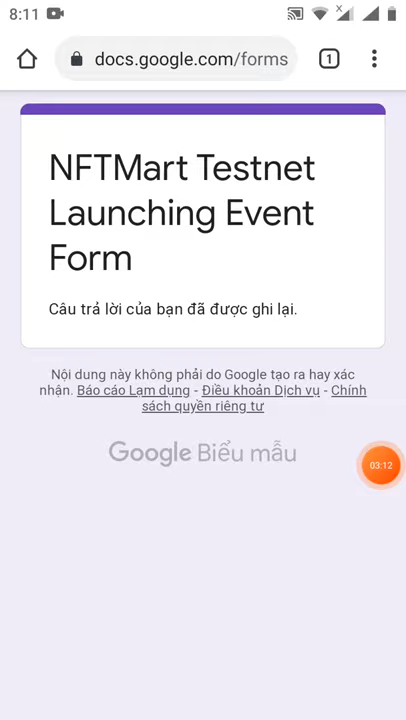 8:11
docs.google.com/forms
1
NFTMart Testnet
Launching Event
Form
Câu trả lời của bạn đã được ghi lại.
Nội dung này không phải do Google tạo ra hay xác
nhận. Báo cáo Lạm dụng - Điều khoản Dịch vụ - Chính
sách quyền riêng tư
Google Biểu mẫu
03:12